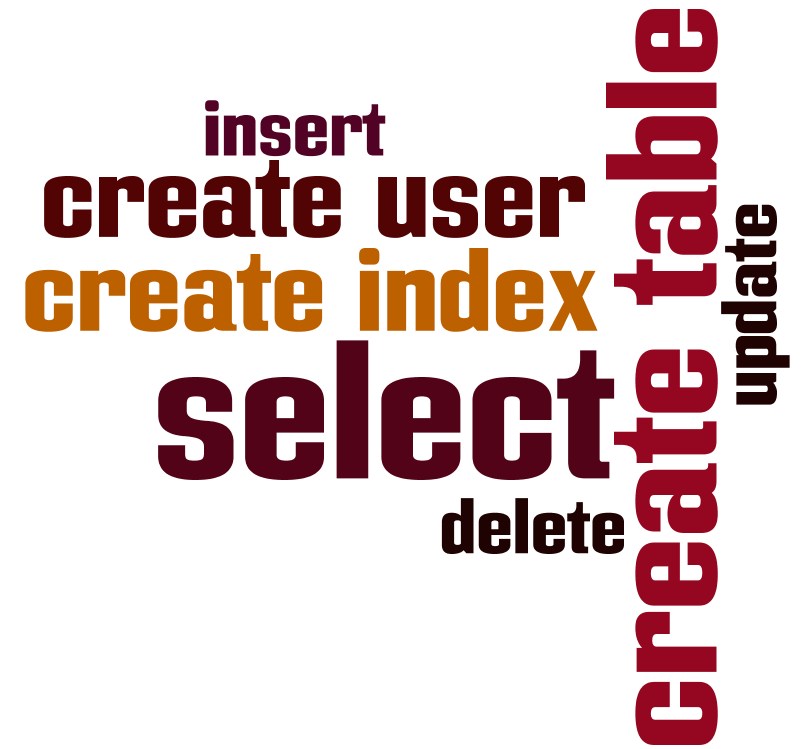 insert
create user
create index
select
delete
create table
update